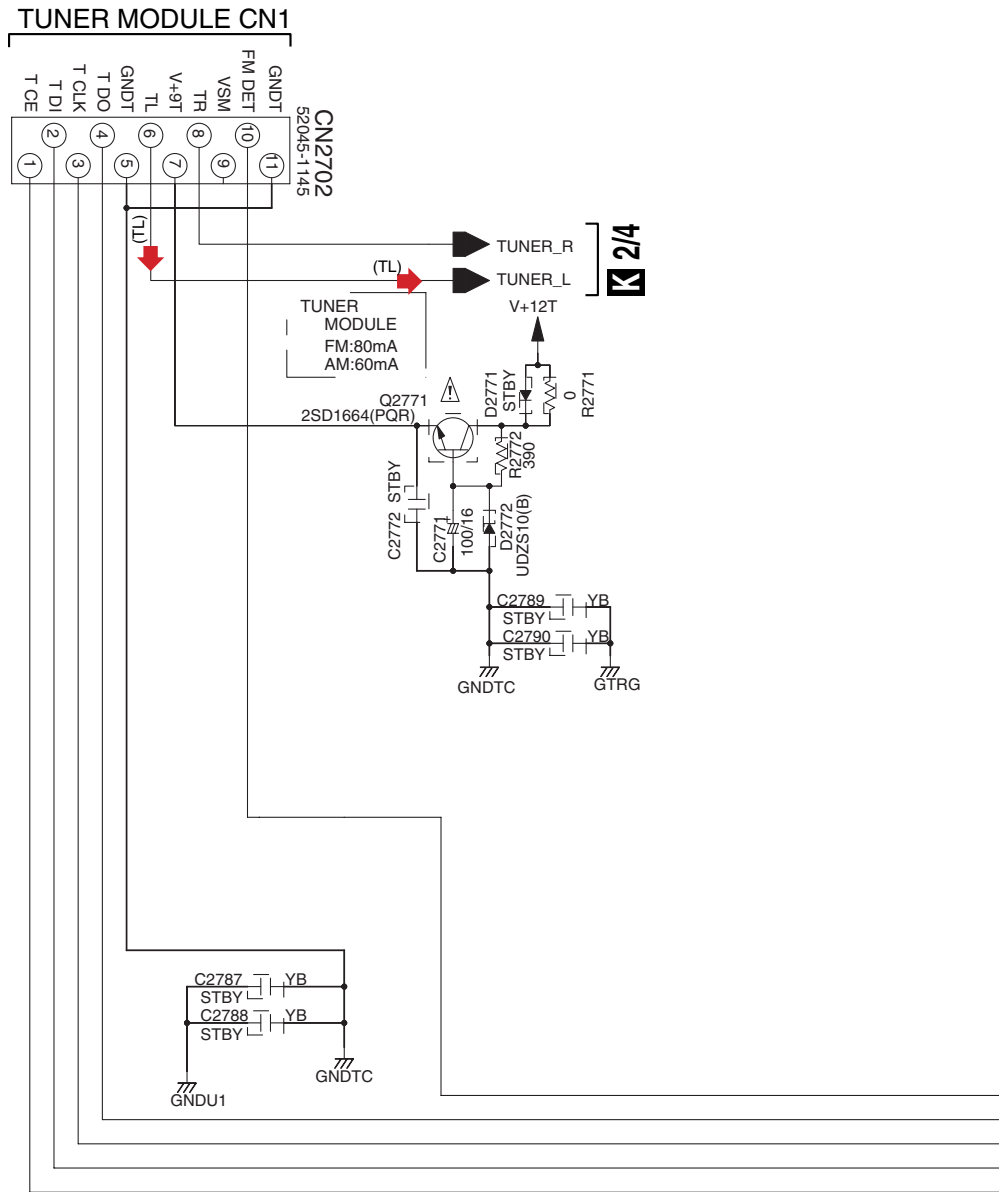 TUNER MODULE CN1
T CE
T DI
T CLK
T DO
GNDT
TL
V+9T
TR
VSM
FM DET
GNDT
1
2
3
4
5
6
7
8
9
10
11
CN2702
52045-1145
(TL)
(TL)
TUNER_R
TUNER_L
K 2/4
TUNER
MODULE
FM:80mA
AM:60mA
V+12T
Q2771
2SD1664(PQR)
D2771
STBY
0
R2771
R2772
390
C2772 STBY
C2771
100/16
D2772
UDZS10(B)
C2789 YB
STBY
C2790 YB
STBY
GNDTC
GTRG
C2787 YB
STBY
C2788 YB
STBY
GNDTC
GNDU1